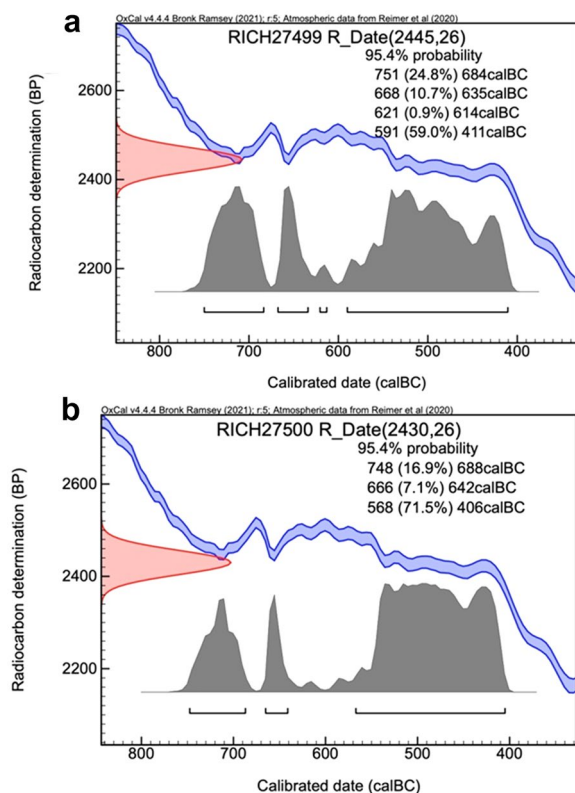 a
OxCal v4.4.4 Bronk Ramsey (2021); r:5; Atmospheric data from Reimer et al (2020)
RICH27499 R_Date(2445,26)
95.4% probability
751 (24.8%) 684calBC
668 (10.7%) 635calBC
621 (0.9%) 614calBC
591 (59.0%) 411calBC
Radiocarbon determination (BP)
2600
2400
2200
800 700 600 500 400
Calibrated date (calBC)
b
OxCal v4.4.4 Bronk Ramsey (2021); r:5; Atmospheric data from Reimer et al (2020)
RICH27500 R_Date(2430,26)
95.4% probability
748 (16.9%) 688calBC
666 (7.1%) 642calBC
568 (71.5%) 406calBC
Radiocarbon determination (BP)
2600
2400
2200
800 700 600 500 400
Calibrated date (calBC)